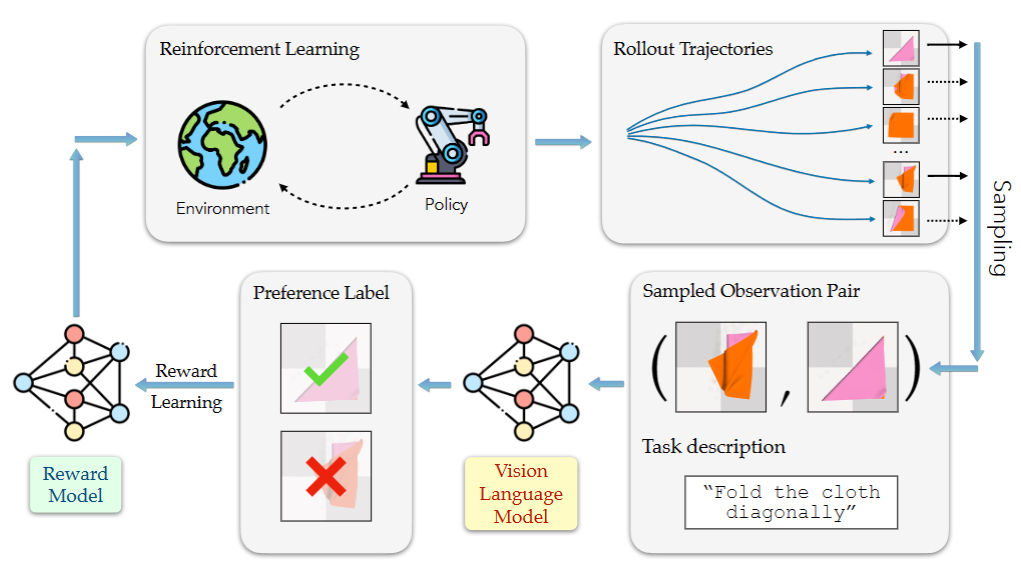 Reinforcement Learning
Environment
Policy
Rollout Trajectories
...
Sampling
Sampled Observation Pair
( , )
Task description
“Fold the cloth
diagonally”
Vision
Language
Model
Preference Label
Reward
Learning
Reward
Model